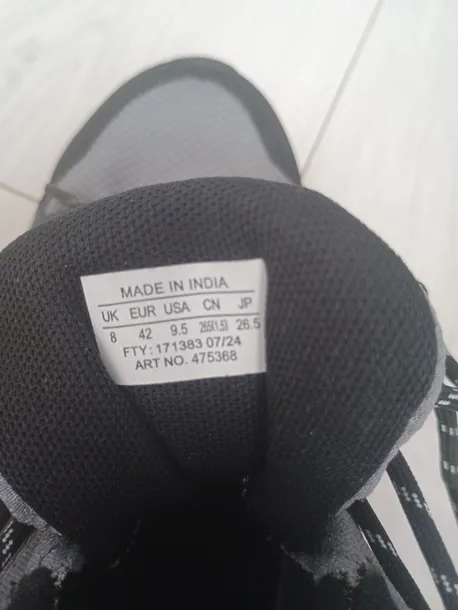 MADE IN INDIA
UK EUR USA CN JP
8 42 9.5 265(1.5) 26.5
FTY: 171383 07/24
ART NO. 475368